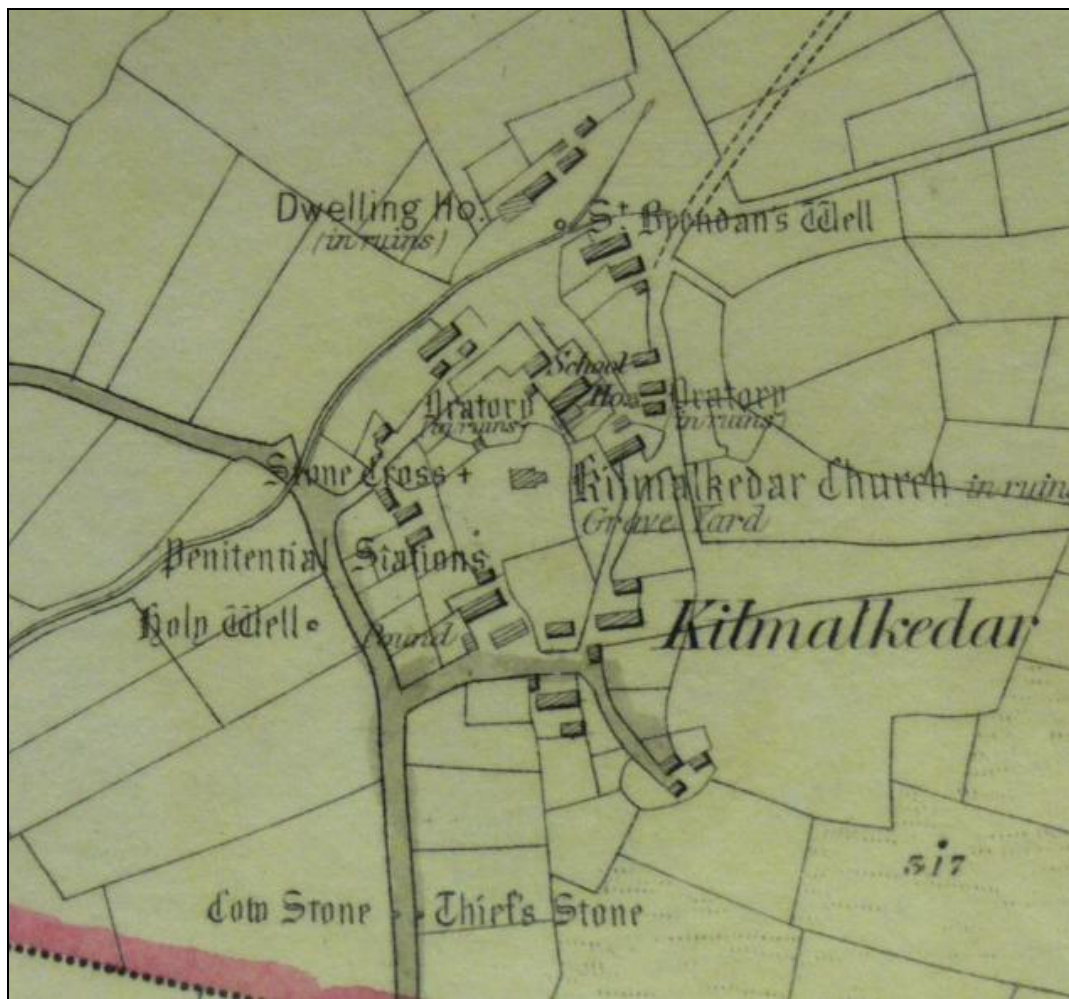 Dwelling Ho.
(in ruins)
St. Brendan's Well
School
Ho.
Oratory
(in ruins)
Oratory
(in ruins)
Stone Cross +
Kilmalkedar Church in ruins
Grave Yard
Penitential Stations
Holy Well
Pound
Kilmalkedar
517
Cow Stone
Thief's Stone